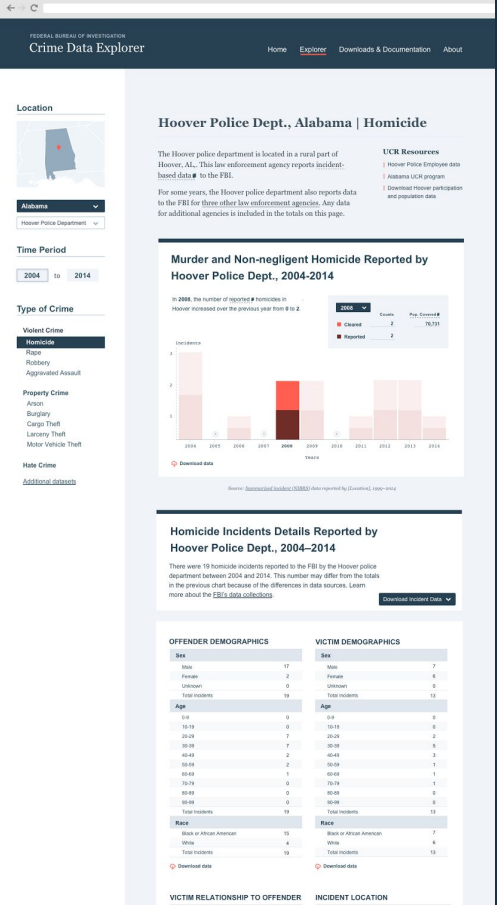 FEDERAL BUREAU OF INVESTIGATION
Crime Data Explorer
Home Explorer Downloads & Documentation About
Location
Alabama
Hoover Police Department
Time Period
2004 to 2014
Type of Crime
Violent Crime
Homicide
Rape
Robbery
Aggravated Assault
Property Crime
Arson
Burglary
Cargo Theft
Larceny Theft
Motor Vehicle Theft
Hate Crime
Additional datasets
Hoover Police Dept., Alabama | Homicide
The Hoover police department is located in a rural part of
Hoover, AL,. This law enforcement agency reports incident-
based data to the FBI.
For some years, the Hoover police department also reports data
to the FBI for three other law enforcement agencies. Any data
for additional agencies is included in the totals on this page.
UCR Resources
Hoover Police Employee data
Alabama UCR program
Download Hoover participation
and population data
Murder and Non-negligent Homicide Reported by
Hoover Police Dept., 2004-2014
In 2008, the number of reported homicides in
Hoover increased over the previous year from 0 to 2.
2008 Counts Pop. Covered
Cleared 2 70,731
Reported 2
Incidents
3
2
1
2004 2005 2006 2007 2008 2009 2010 2011 2012 2013 2014
Years
Download data
Source: Summarized incident (NIBRS) data reported by [Location], 1999–2014
Homicide Incidents Details Reported by
Hoover Police Dept., 2004–2014
There were 19 homicide incidents reported to the FBI by the Hoover police
department between 2004 and 2014. This number may differ from the totals
in the previous chart because of the differences in data sources. Learn
more about the FBI's data collections.
Download Incident Data
OFFENDER DEMOGRAPHICS
Sex
Male 17
Female 2
Unknown 0
Total Incidents 19
Age
0-9 0
10-19 0
20-29 7
30-39 7
40-49 2
50-59 2
60-69 1
70-79 0
80-89 0
90-99 0
Total Incidents 19
Race
Black or African American 15
White 4
Total Incidents 19
Download data
VICTIM DEMOGRAPHICS
Sex
Male 7
Female 6
Unknown 0
Total Incidents 13
Age
0-9 0
10-19 0
20-29 2
30-39 5
40-49 3
50-59 1
60-69 1
70-79 1
80-89 0
90-99 0
Total Incidents 13
Race
Black or African American 7
White 6
Total Incidents 13
Download data
VICTIM RELATIONSHIP TO OFFENDER
INCIDENT LOCATION